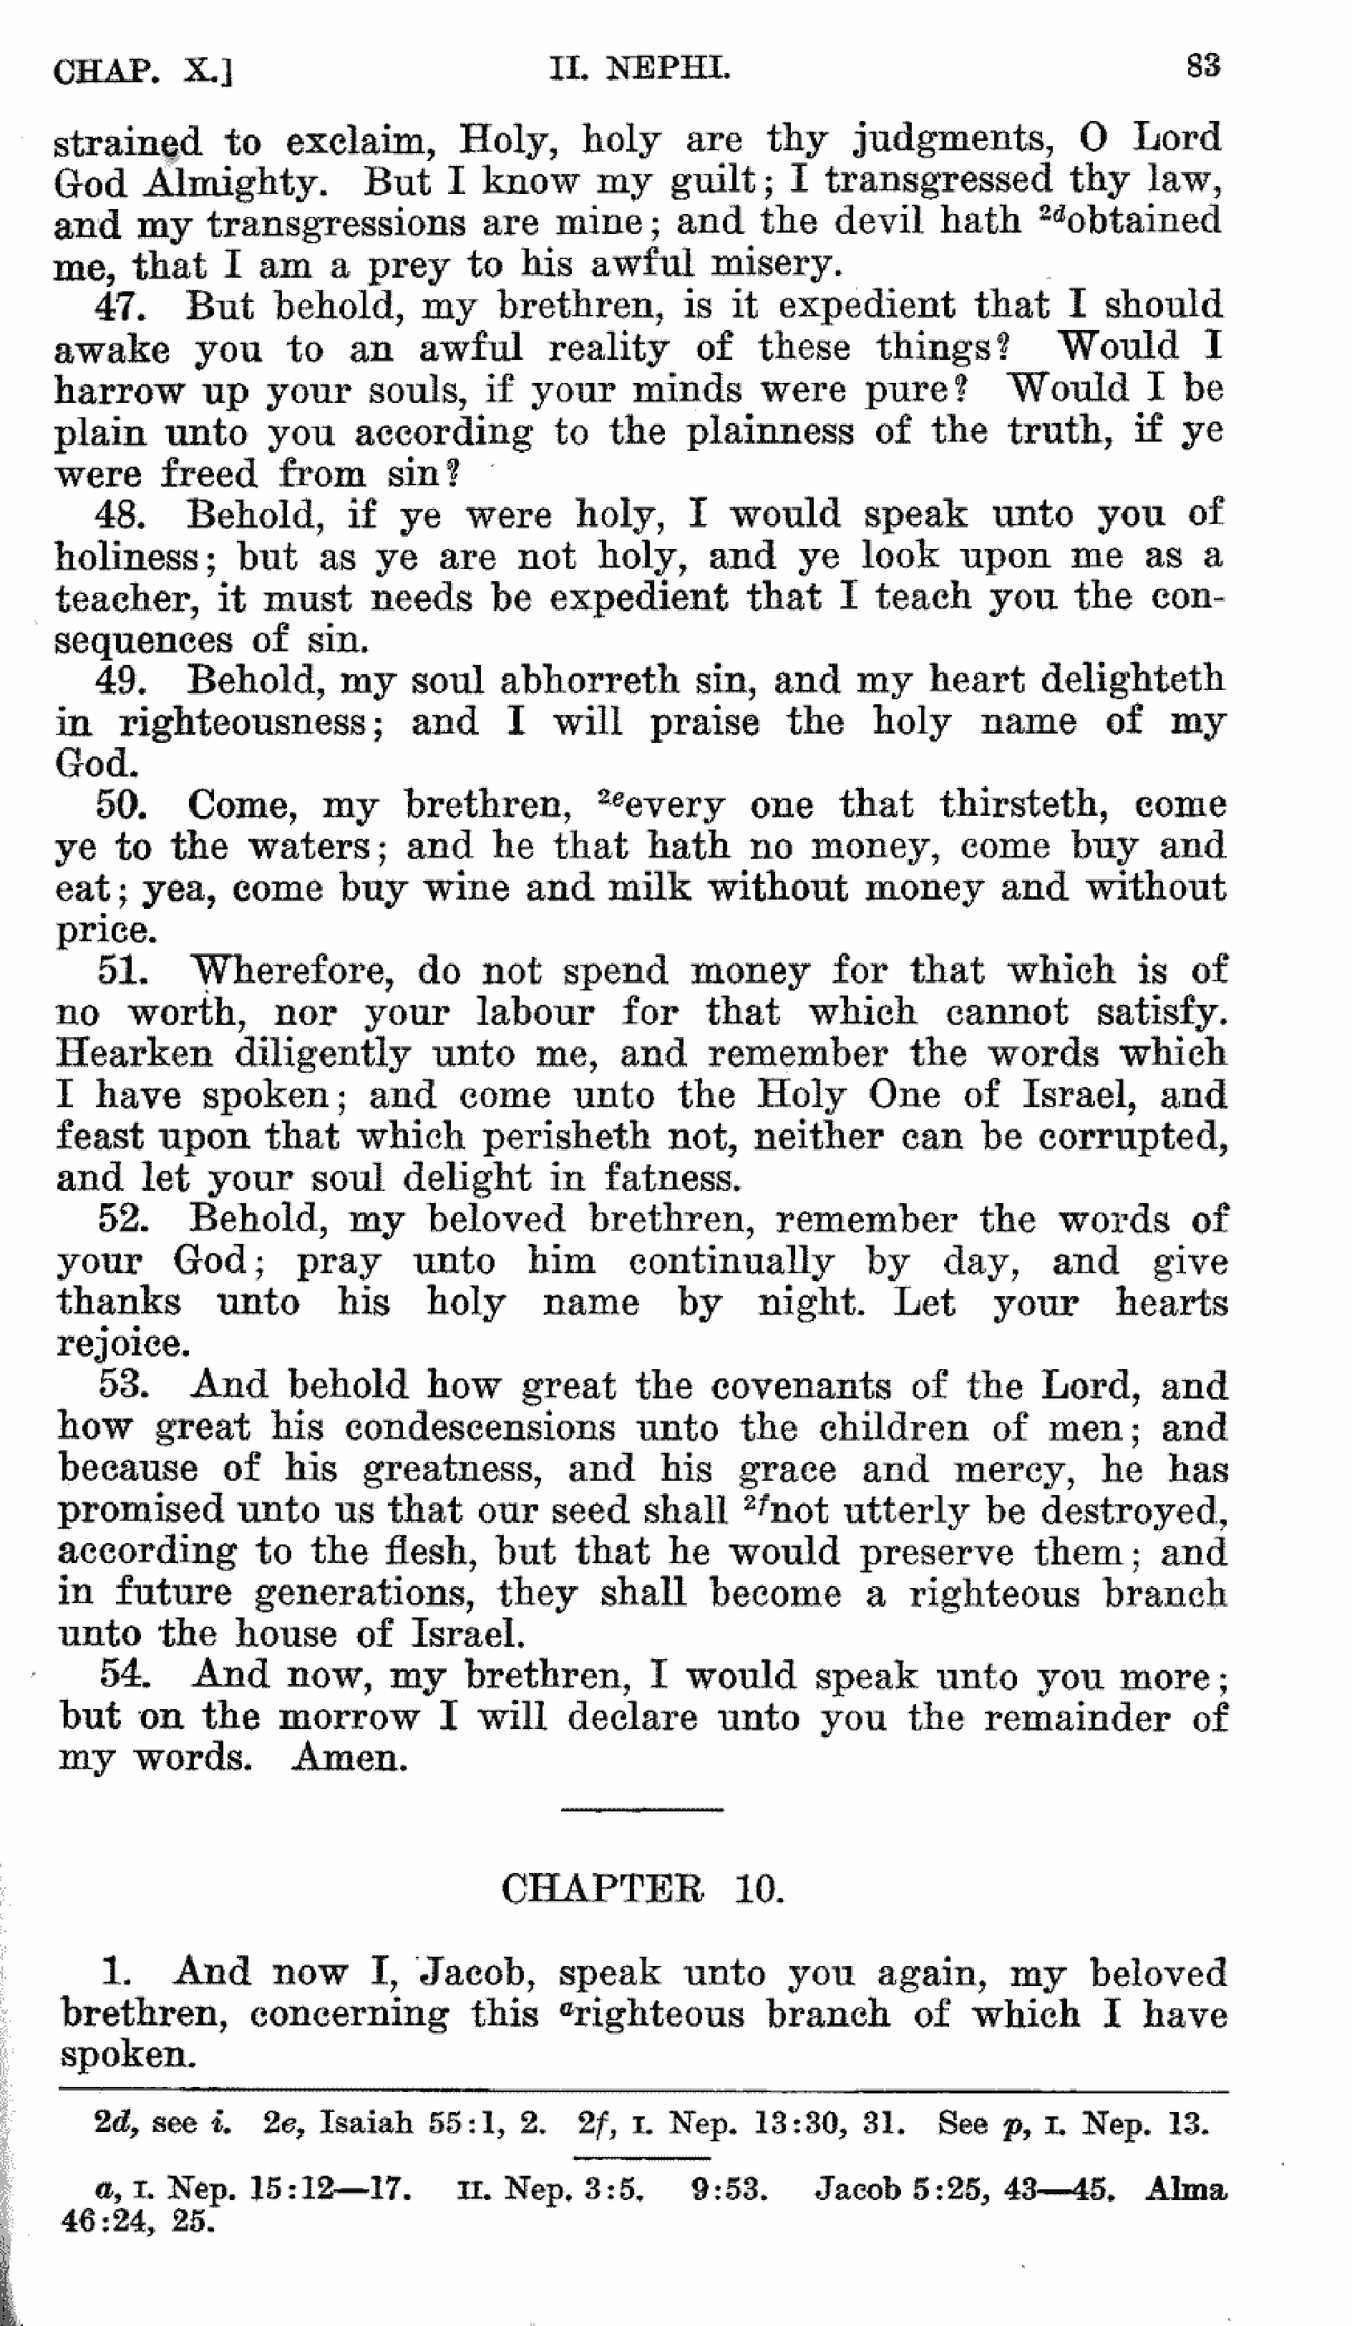 CHAP. X.] II. NEPHI. 83
strained to exclaim, Holy, holy are thy judgments, O Lord
God Almighty. But I know my guilt; I transgressed thy law,
and my transgressions are mine; and the devil hath 2dobtained
me, that I am a prey to his awful misery.
47. But behold, my brethren, is it expedient that I should
awake you to an awful reality of these things? Would I
harrow up your souls, if your minds were pure? Would I be
plain unto you according to the plainness of the truth, if ye
were freed from sin?
48. Behold, if ye were holy, I would speak unto you of
holiness; but as ye are not holy, and ye look upon me as a
teacher, it must needs be expedient that I teach you the con-
sequences of sin.
49. Behold, my soul abhorreth sin, and my heart delighteth
in righteousness; and I will praise the holy name of my
God.
50. Come, my brethren, 2eevery one that thirsteth, come
ye to the waters; and he that hath no money, come buy and
eat; yea, come buy wine and milk without money and without
price.
51. Wherefore, do not spend money for that which is of
no worth, nor your labour for that which cannot satisfy.
Hearken diligently unto me, and remember the words which
I have spoken; and come unto the Holy One of Israel, and
feast upon that which perisheth not, neither can be corrupted,
and let your soul delight in fatness.
52. Behold, my beloved brethren, remember the words of
your God; pray unto him continually by day, and give
thanks unto his holy name by night. Let your hearts
rejoice.
53. And behold how great the covenants of the Lord, and
how great his condescensions unto the children of men; and
because of his greatness, and his grace and mercy, he has
promised unto us that our seed shall 2fnot utterly be destroyed,
according to the flesh, but that he would preserve them; and
in future generations, they shall become a righteous branch
unto the house of Israel.
54. And now, my brethren, I would speak unto you more;
but on the morrow I will declare unto you the remainder of
my words. Amen.
CHAPTER 10.
1. And now I, Jacob, speak unto you again, my beloved
brethren, concerning this arighteous branch of which I have
spoken.
2d, see i. 2e, Isaiah 55:1, 2. 2f, I. Nep. 13:30, 31. See p, I. Nep. 13.
a, I. Nep. 15:12—17. II. Nep. 3:5. 9:53. Jacob 5:25, 43—45. Alma
46:24, 25.